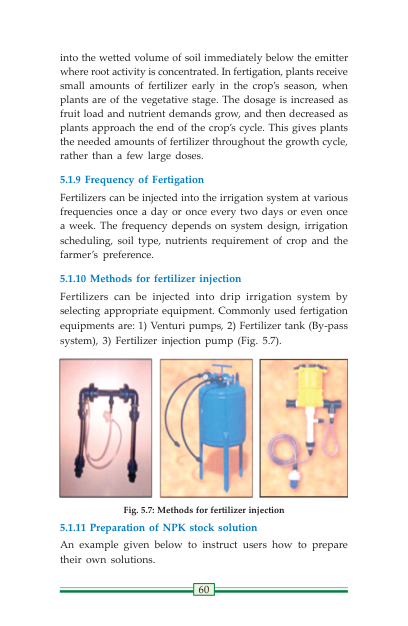 into the wetted volume of soil immediately below the emitter
where root activity is concentrated. In fertigation, plants receive
small amounts of fertilizer early in the crop's season, when
plants are of the vegetative stage. The dosage is increased as
fruit load and nutrient demands grow, and then decreased as
plants approach the end of the crop's cycle. This gives plants
the needed amounts of fertilizer throughout the growth cycle,
rather than a few large doses.
5.1.9 Frequency of Fertigation
Fertilizers can be injected into the irrigation system at various
frequencies once a day or once every two days or even once
a week. The frequency depends on system design, irrigation
scheduling, soil type, nutrients requirement of crop and the
farmer's preference.
5.1.10 Methods for fertilizer injection
Fertilizers can be injected into drip irrigation system by
selecting appropriate equipment. Commonly used fertigation
equipments are: 1) Venturi pumps, 2) Fertilizer tank (By-pass
system), 3) Fertilizer injection pump (Fig. 5.7).
Fig. 5.7: Methods for fertilizer injection
5.1.11 Preparation of NPK stock solution
An example given below to instruct users how to prepare
their own solutions.
60